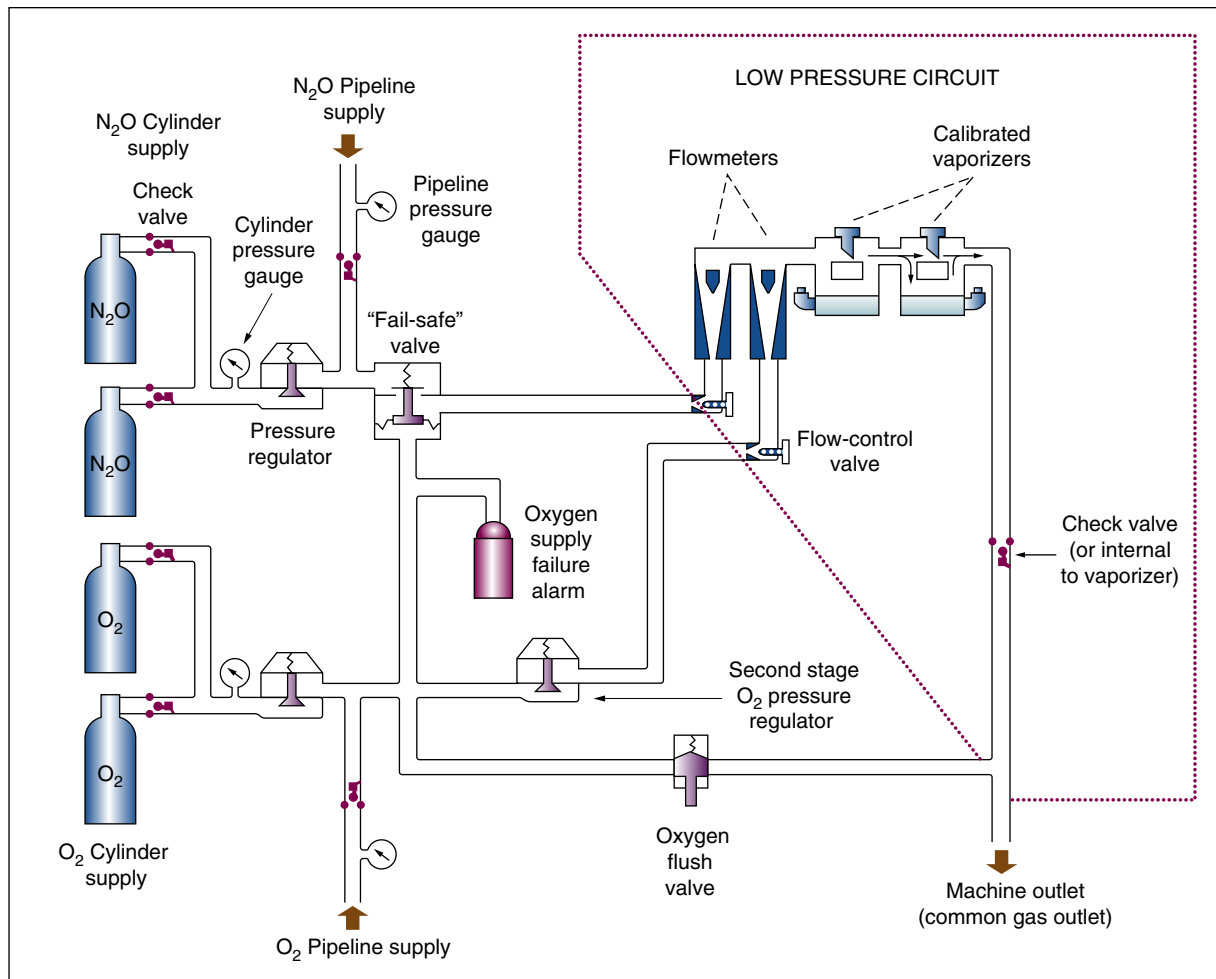 LOW PRESSURE CIRCUIT
N₂O Pipeline
supply
N₂O Cylinder
supply
Check
valve
Cylinder
pressure
gauge
Pipeline
pressure
gauge
Flowmeters
Calibrated
vaporizers
N₂O
"Fail-safe"
valve
N₂O
Pressure
regulator
Flow-control
valve
Oxygen
supply
failure
alarm
Check valve
(or internal
to vaporizer)
O₂
Second stage
O₂ pressure
regulator
O₂
Oxygen
flush
valve
O₂ Cylinder
supply
O₂ Pipeline supply
Machine outlet
(common gas outlet)